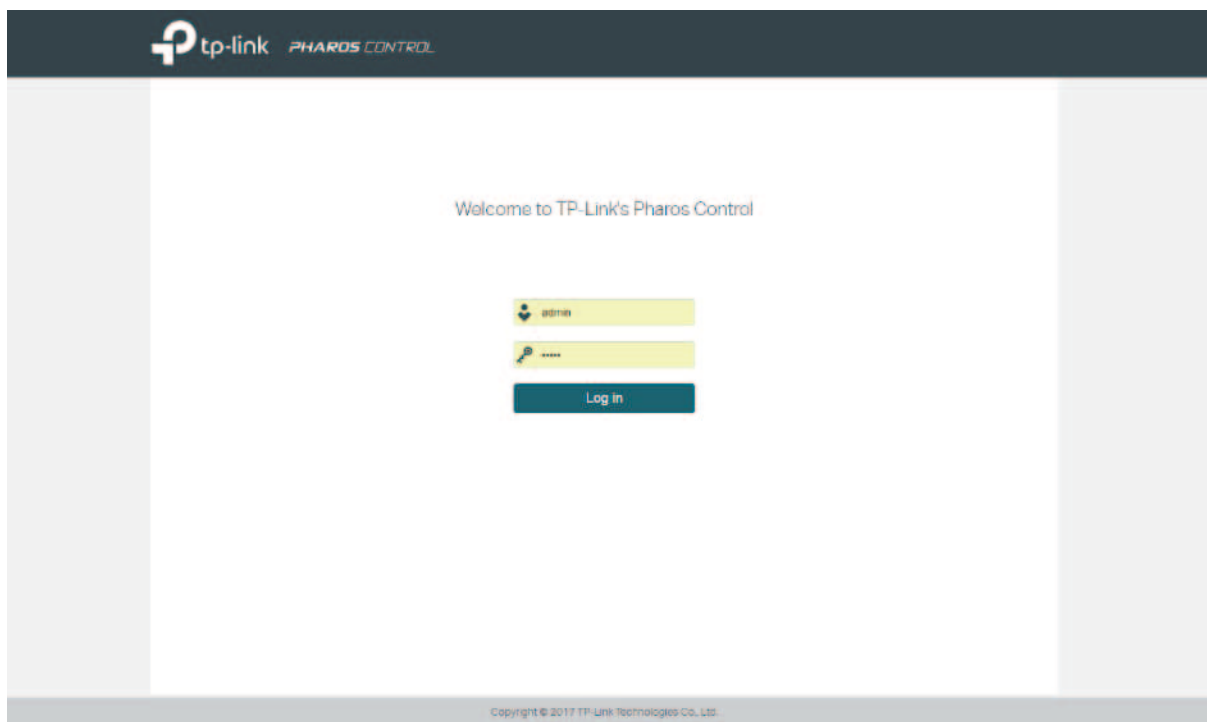 tp-link PHAROS CONTROL
Welcome to TP-Link's Pharos Control
admin
•••••
Log in
Copyright © 2017 TP-Link Technologies Co., Ltd.